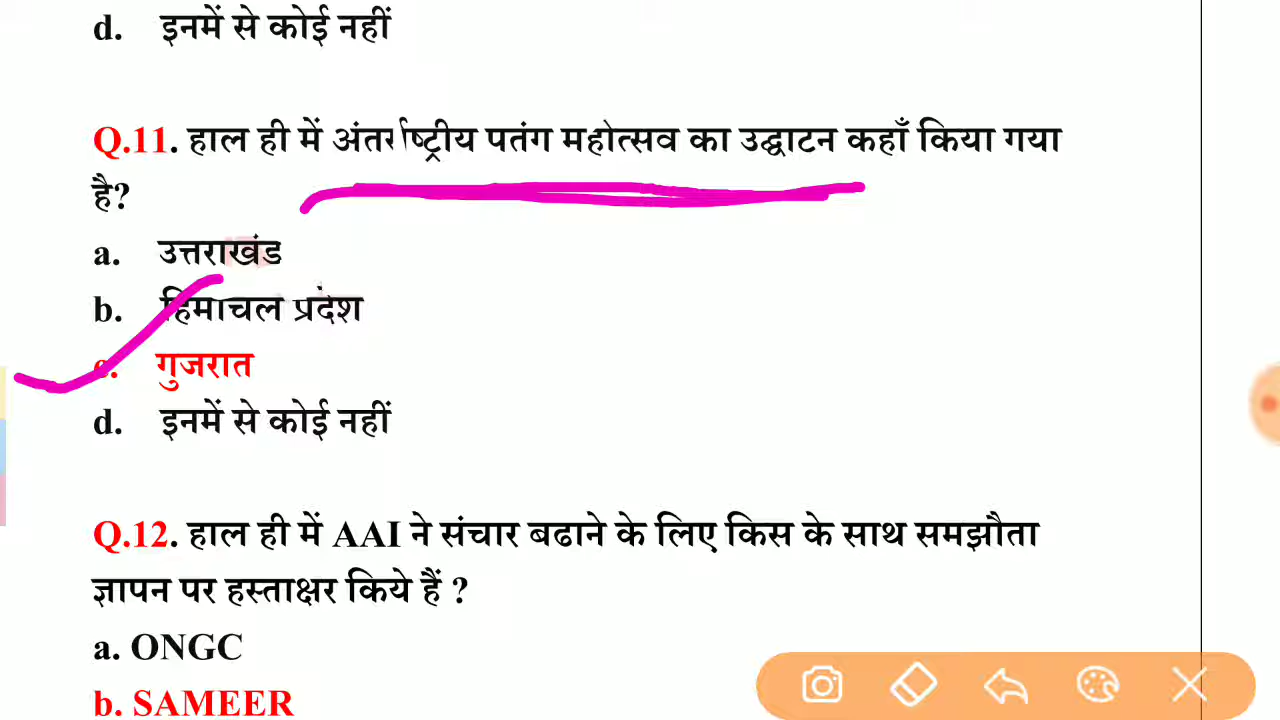 d. इनमें से कोई नहीं
Q.11. हाल ही में अंतर्राष्ट्रीय पतंग महोत्सव का उद्घाटन कहाँ किया गया
है?
a. उत्तराखंड
b. हिमाचल प्रदेश
c. गुजरात
d. इनमें से कोई नहीं
Q.12. हाल ही में AAI ने संचार बढाने के लिए किस के साथ समझौता
ज्ञापन पर हस्ताक्षर किये हैं ?
a. ONGC
b. SAMEER